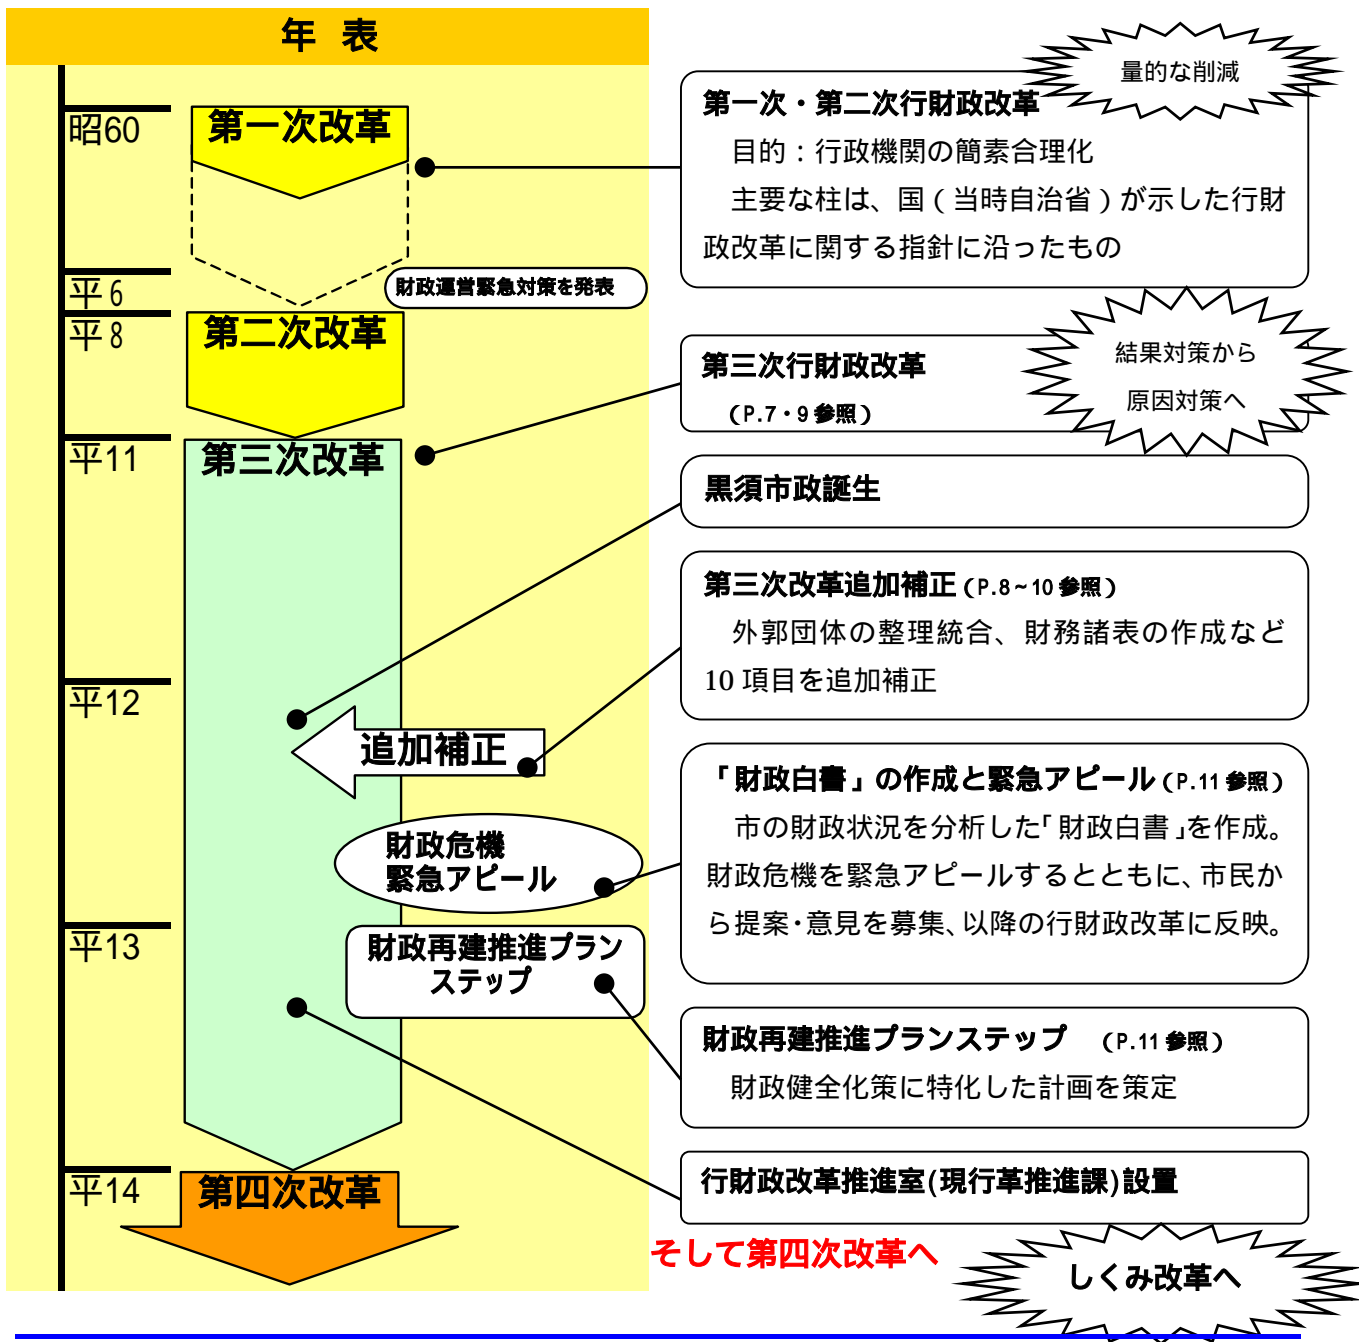 年 表
昭60
第一次改革
平6
財政運営緊急対策を発表
平8
第二次改革
平11
第三次改革
平12
追加補正
財政危機
緊急アピール
平13
財政再建推進プラン
ステップ
平14
第四次改革
量的な削減
第一次・第二次行財政改革
目的：行政機関の簡素合理化
主要な柱は、国（当時自治省）が示した行財
政改革に関する指針に沿ったもの
結果対策から
原因対策へ
第三次行財政改革
（P.7・9参照）
黒須市政誕生
第三次改革追加補正（P.8~10参照）
外郭団体の整理統合、財務諸表の作成など
10項目を追加補正
「財政白書」の作成と緊急アピール（P.11参照）
市の財政状況を分析した「財政白書」を作成。
財政危機を緊急アピールするとともに、市民か
ら提案・意見を募集、以降の行財政改革に反映。
財政再建推進プランステップ （P.11参照）
財政健全化策に特化した計画を策定
行財政改革推進室(現行革推進課)設置
そして第四次改革へ
しくみ改革へ